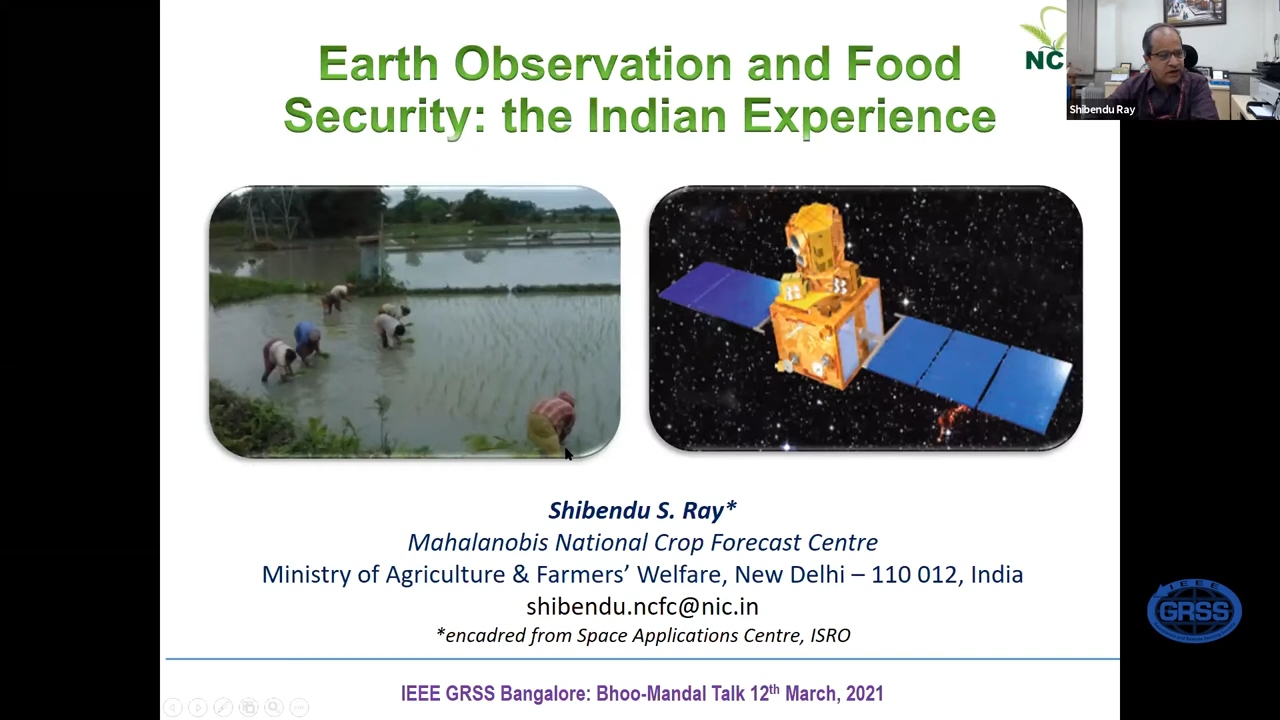 Earth Observation and Food
Security: the Indian Experience
NC
Shibendu Ray
Shibendu S. Ray*
Mahalanobis National Crop Forecast Centre
Ministry of Agriculture & Farmers' Welfare, New Delhi – 110 012, India
shibendu.ncfc@nic.in
*encadred from Space Applications Centre, ISRO
IEEE
GRSS
IEEE GRSS Bangalore: Bhoo-Mandal Talk 12th March, 2021